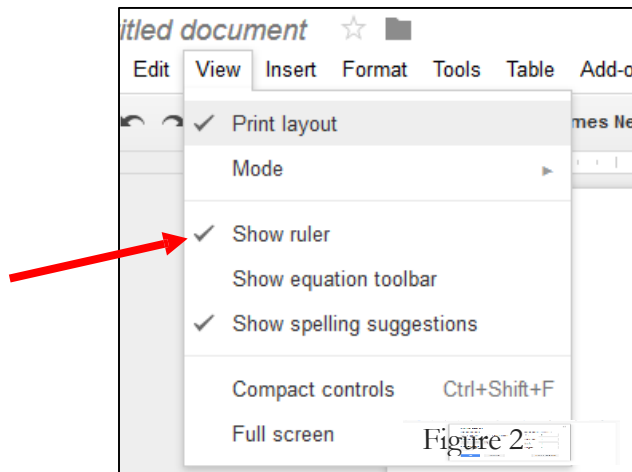 itled document
Edit View Insert Format Tools Table Add-o
mes Ne
Print layout
Mode
Show ruler
Show equation toolbar
Show spelling suggestions
Compact controls Ctrl+Shift+F
Full screen
Figure 2